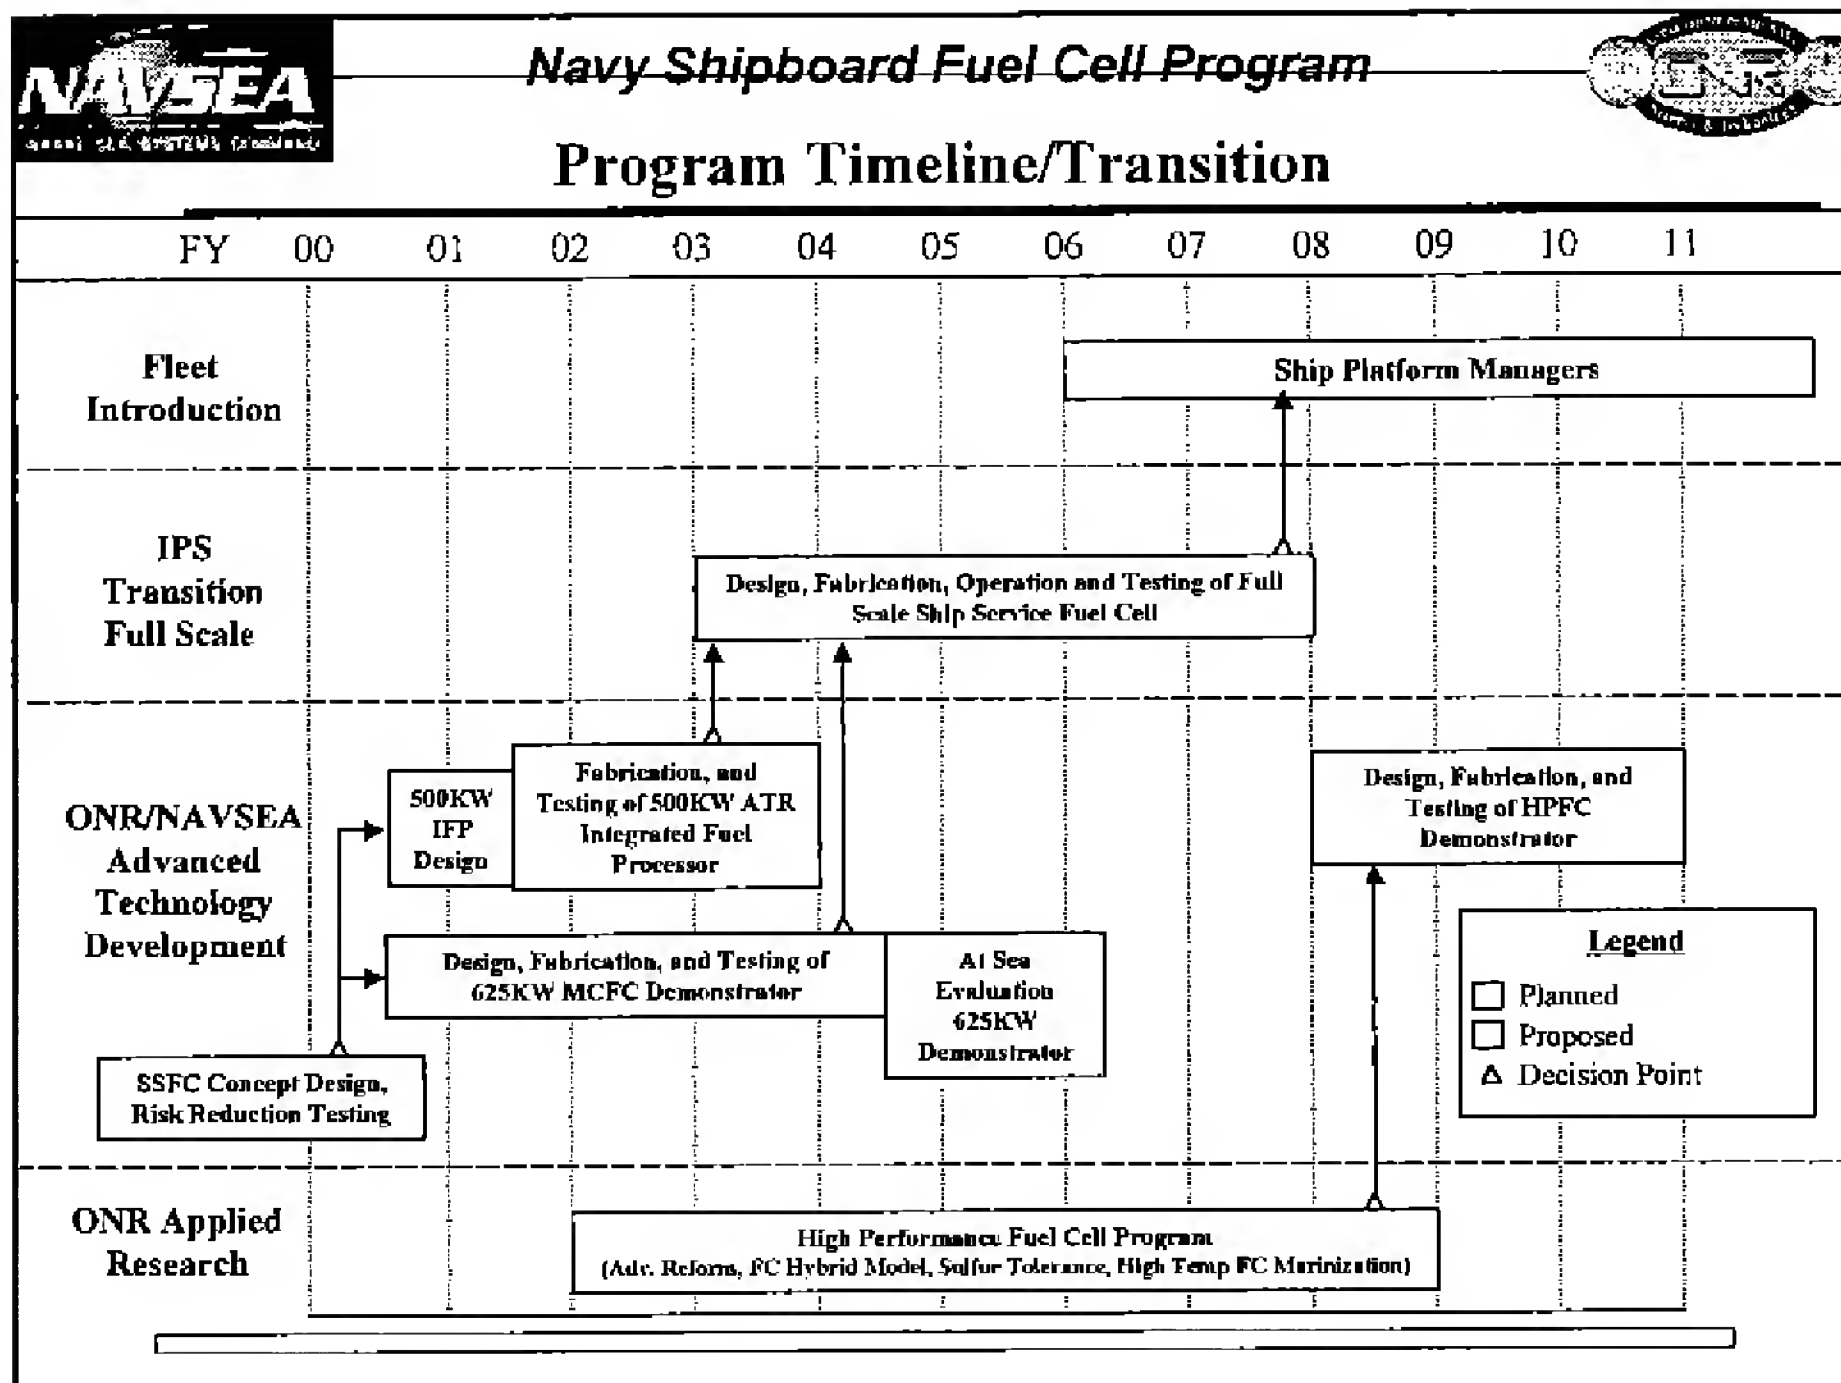 NAVSEA
Navy Shipboard Fuel Cell Program
ONR
Program Timeline/Transition
FY 00 01 02 03 04 05 06 07 08 09 10 11
Fleet
Introduction
Ship Platform Managers
IPS
Transition
Full Scale
Design, Fabrication, Operation and Testing of Full
Scale Ship Service Fuel Cell
ONR/NAVSEA
Advanced
Technology
Development
500KW
IFP
Design
Fabrication, and
Testing of 500KW ATR
Integrated Fuel
Processor
Design, Fabrication, and
Testing of HPFC
Demonstrator
Design, Fabrication, and Testing of
625KW MCFC Demonstrator
At Sea
Evaluation
625KW
Demonstrator
SSFC Concept Design,
Risk Reduction Testing
Legend
Planned
Proposed
Decision Point
ONR Applied
Research
High Performance Fuel Cell Program
(Adv. Reform, FC Hybrid Model, Sulfur Tolerance, High Temp FC Marinization)